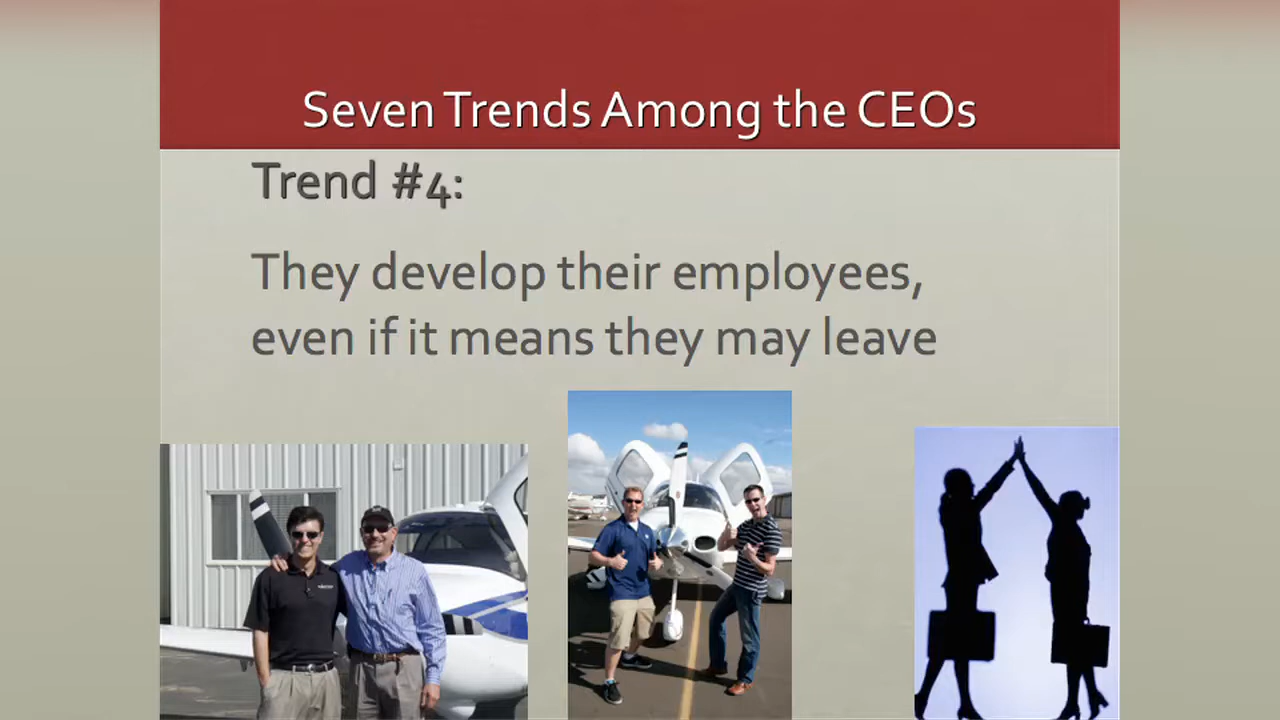 Seven Trends Among the CEOs
Trend #4:
They develop their employees,
even if it means they may leave